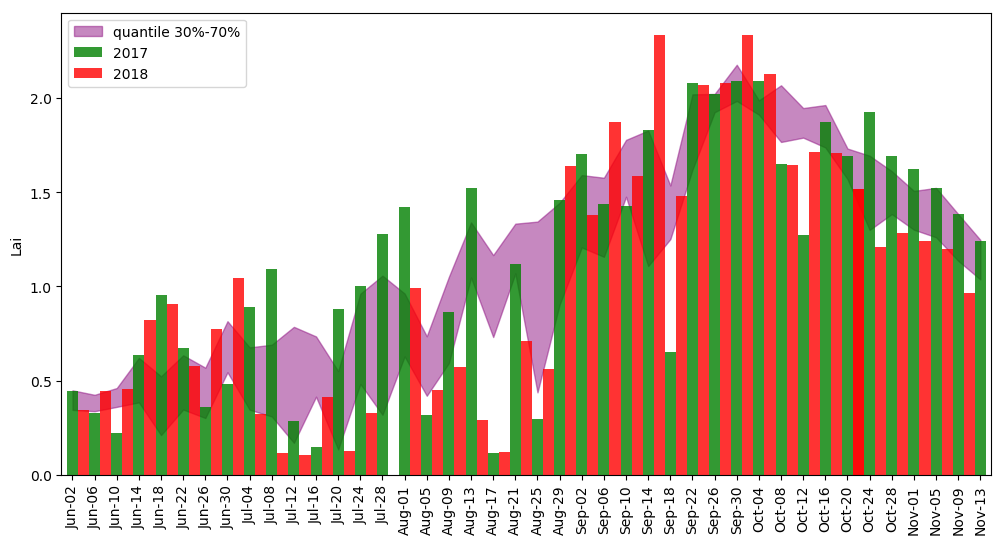 quantile 30%-70%
2017
2018
Lai
2.0
1.5
1.0
0.5
0.0
Jun-02
Jun-06
Jun-10
Jun-14
Jun-18
Jun-22
Jun-26
Jun-30
Jul-04
Jul-08
Jul-12
Jul-16
Jul-20
Jul-24
Jul-28
Aug-01
Aug-05
Aug-09
Aug-13
Aug-17
Aug-21
Aug-25
Aug-29
Sep-02
Sep-06
Sep-10
Sep-14
Sep-18
Sep-22
Sep-26
Sep-30
Oct-04
Oct-08
Oct-12
Oct-16
Oct-20
Oct-24
Oct-28
Nov-01
Nov-05
Nov-09
Nov-13